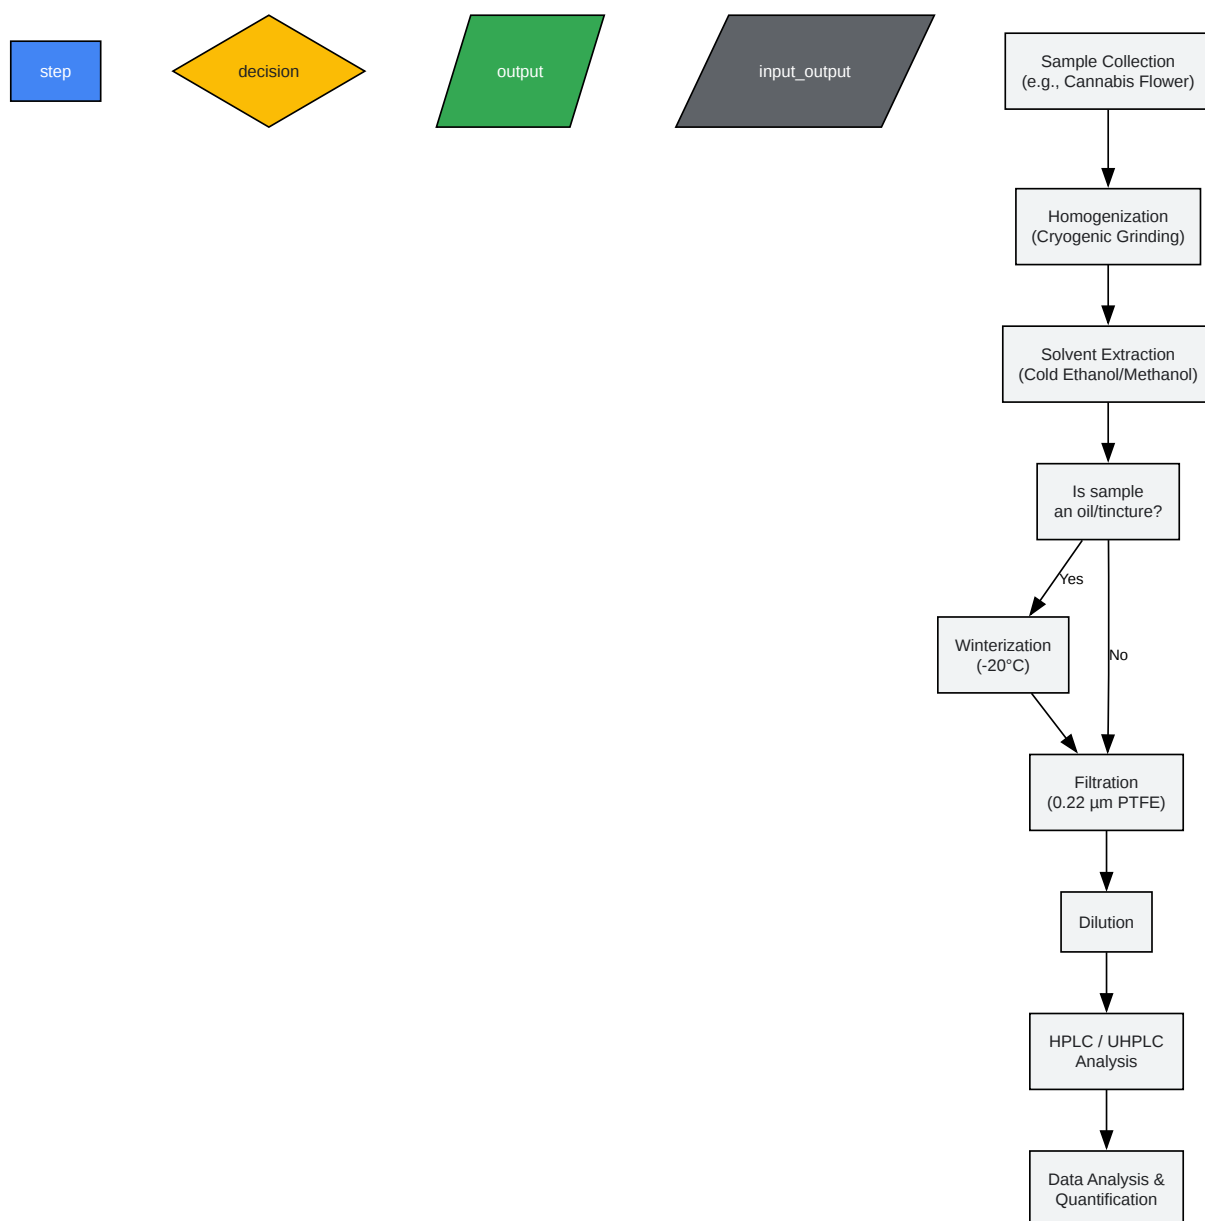 step
decision
output
input_output
Sample Collection
(e.g., Cannabis Flower)
Homogenization
(Cryogenic Grinding)
Solvent Extraction
(Cold Ethanol/Methanol)
Is sample
an oil/tincture?
Yes
Winterization
(-20°C)
No
Filtration
(0.22 µm PTFE)
Dilution
HPLC / UHPLC
Analysis
Data Analysis &
Quantification